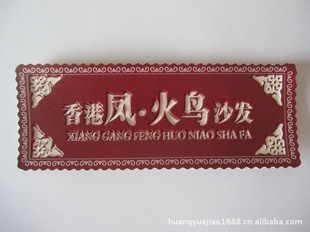 香港凤·火鸟沙发
XIANG GANG FENG HUO NIAO SHA FA
huangyuejiao1688.cn.alibaba.com